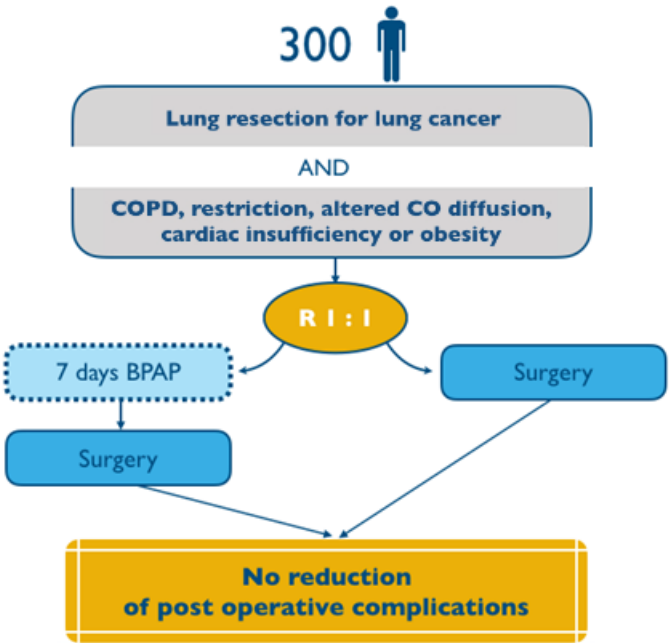 300
Lung resection for lung cancer
AND
COPD, restriction, altered CO diffusion,
cardiac insufficiency or obesity
R 1 : 1
7 days BPAP
Surgery
Surgery
No reduction
of post operative complications